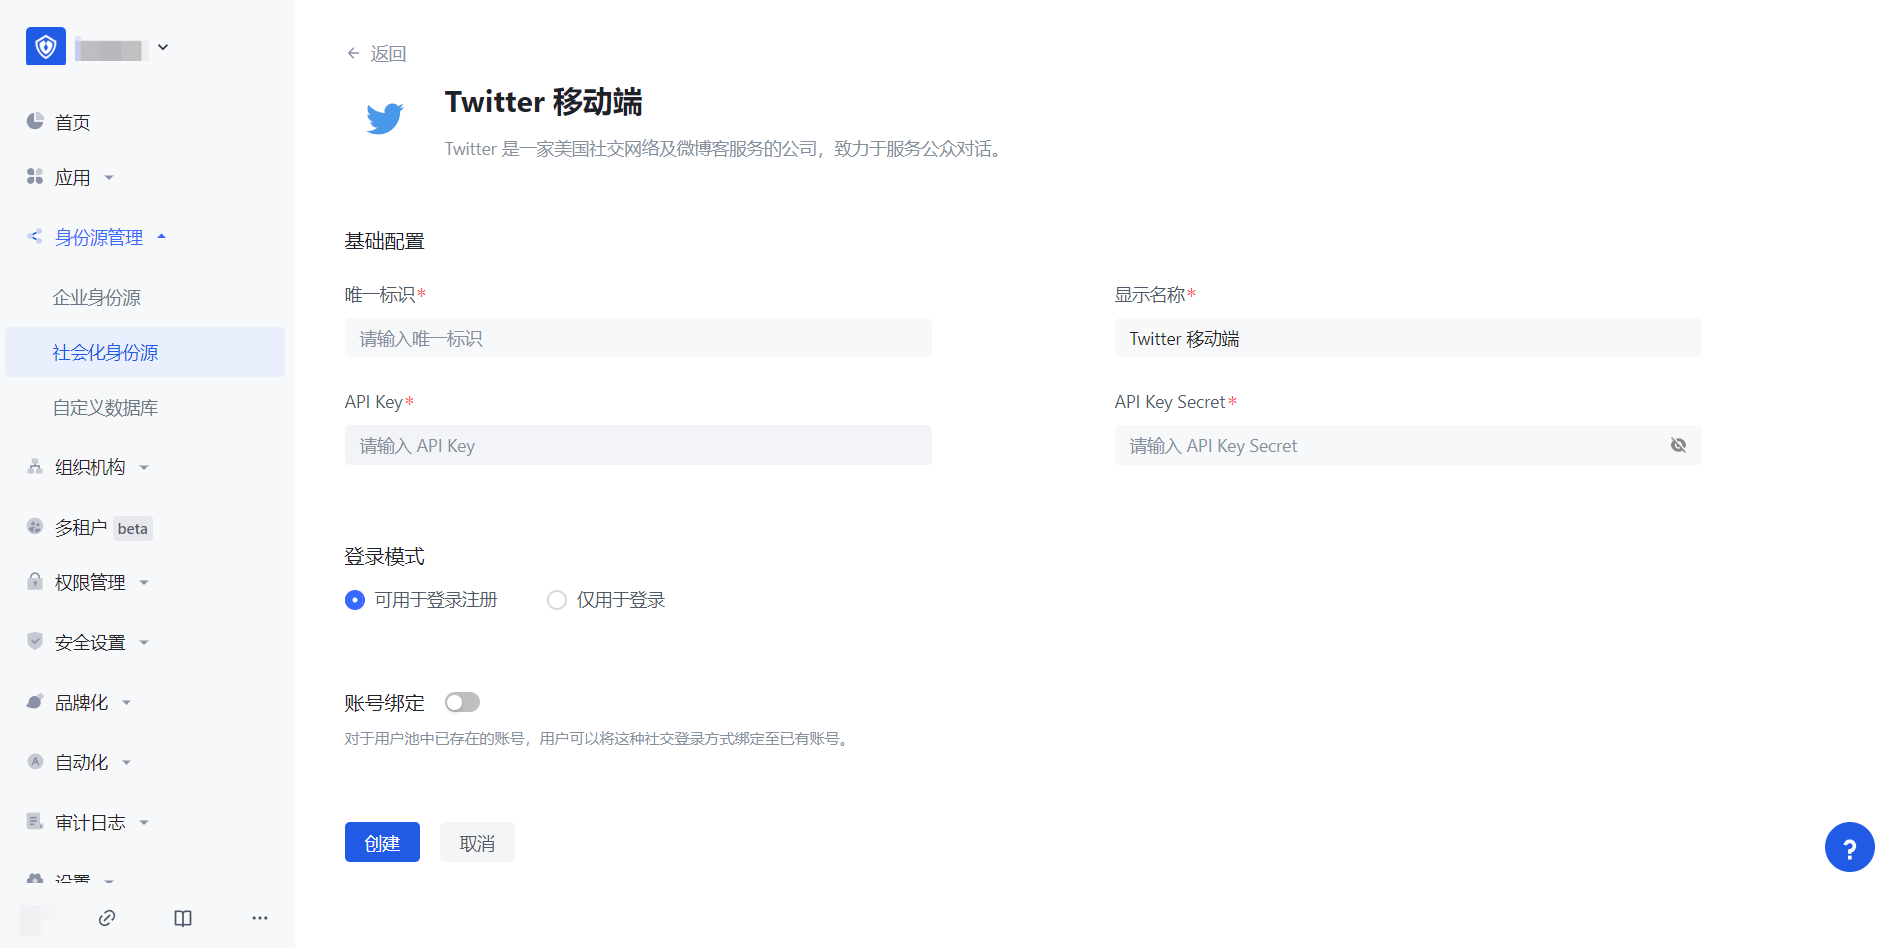 首页
应用
身份源管理
企业身份源
社会化身份源
自定义数据库
组织机构
多租户 beta
权限管理
安全设置
品牌化
自动化
审计日志
设置
返回
Twitter 移动端
Twitter 是一家美国社交网络及微博客服务的公司，致力于服务公众对话。
基础配置
唯一标识*
请输入唯一标识
显示名称*
Twitter 移动端
API Key*
请输入 API Key
API Key Secret*
请输入 API Key Secret
登录模式
可用于登录注册
仅用于登录
账号绑定
对于用户池中已存在的账号，用户可以将这种社交登录方式绑定至已有账号。
创建
取消